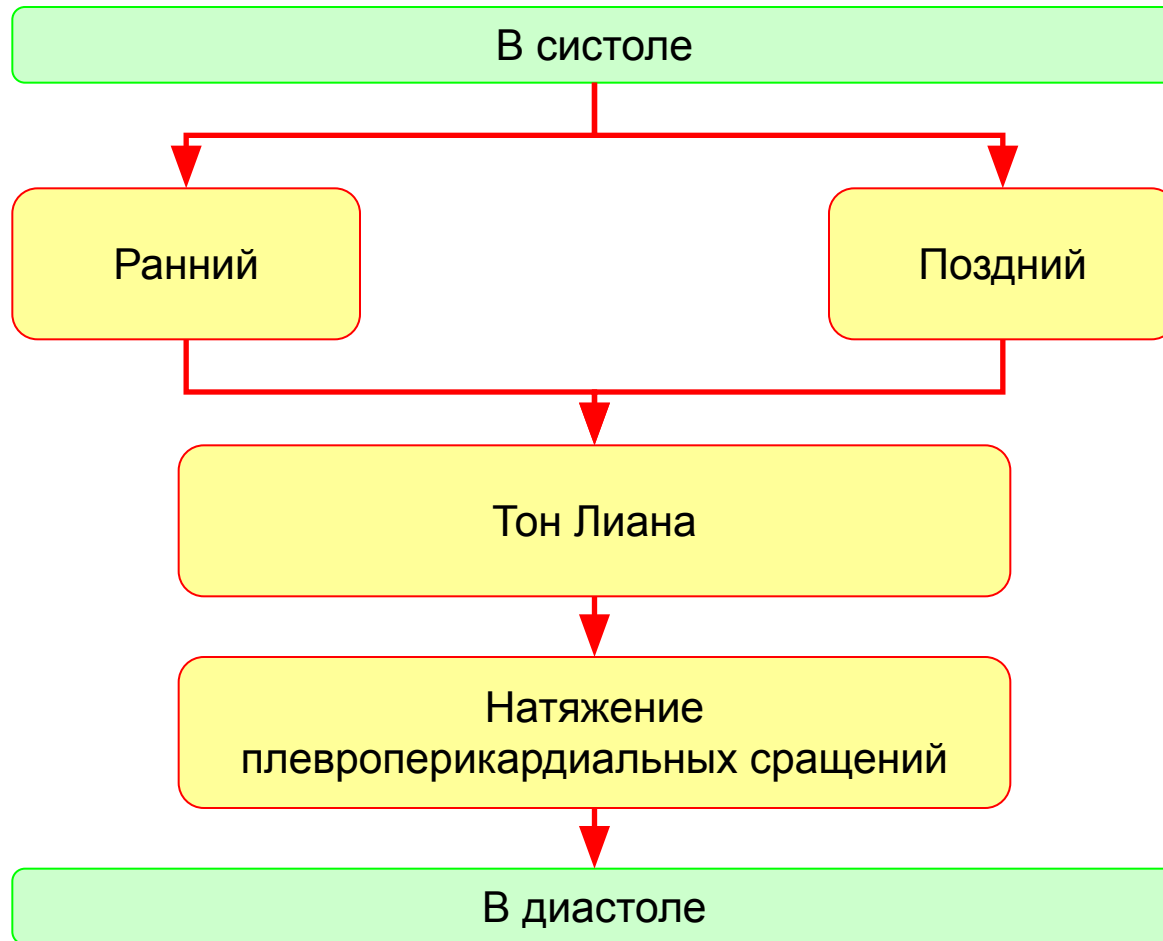 В систоле
Ранний
Поздний
Тон Лиана
Натяжение
плевроперикардиальных сращений
В диастоле